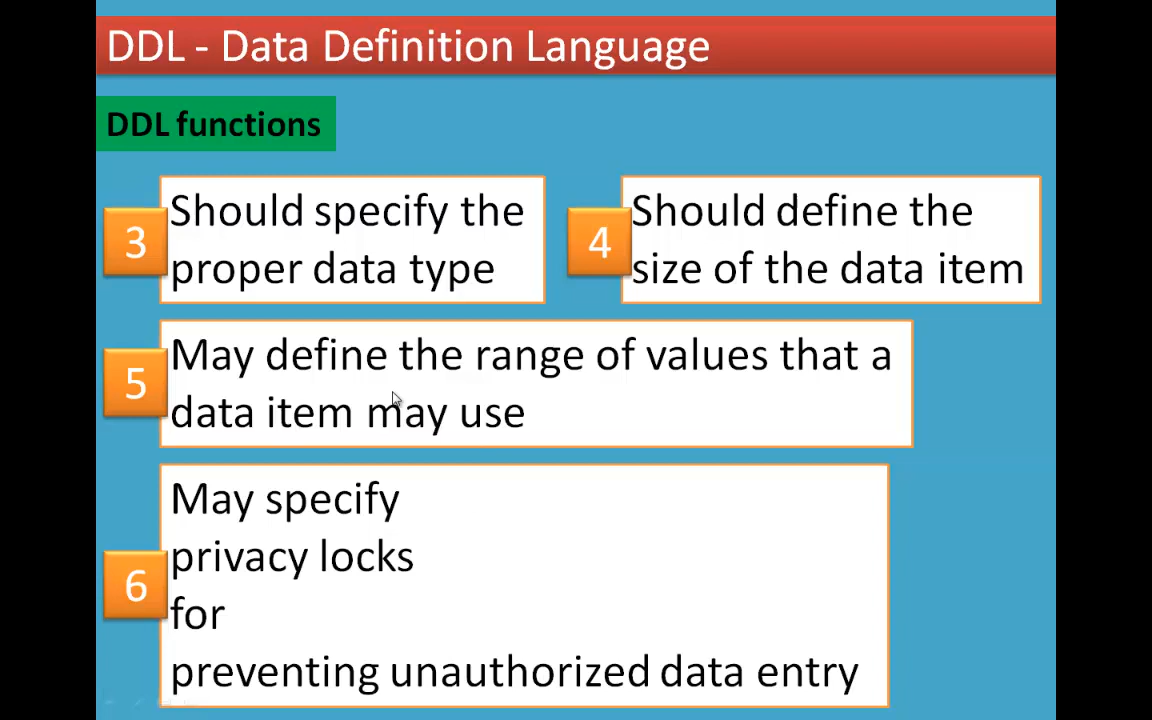 DDL - Data Definition Language
DDL functions
3
Should specify the
proper data type
4
Should define the
size of the data item
5
May define the range of values that a
data item may use
6
May specify
privacy locks
for
preventing unauthorized data entry